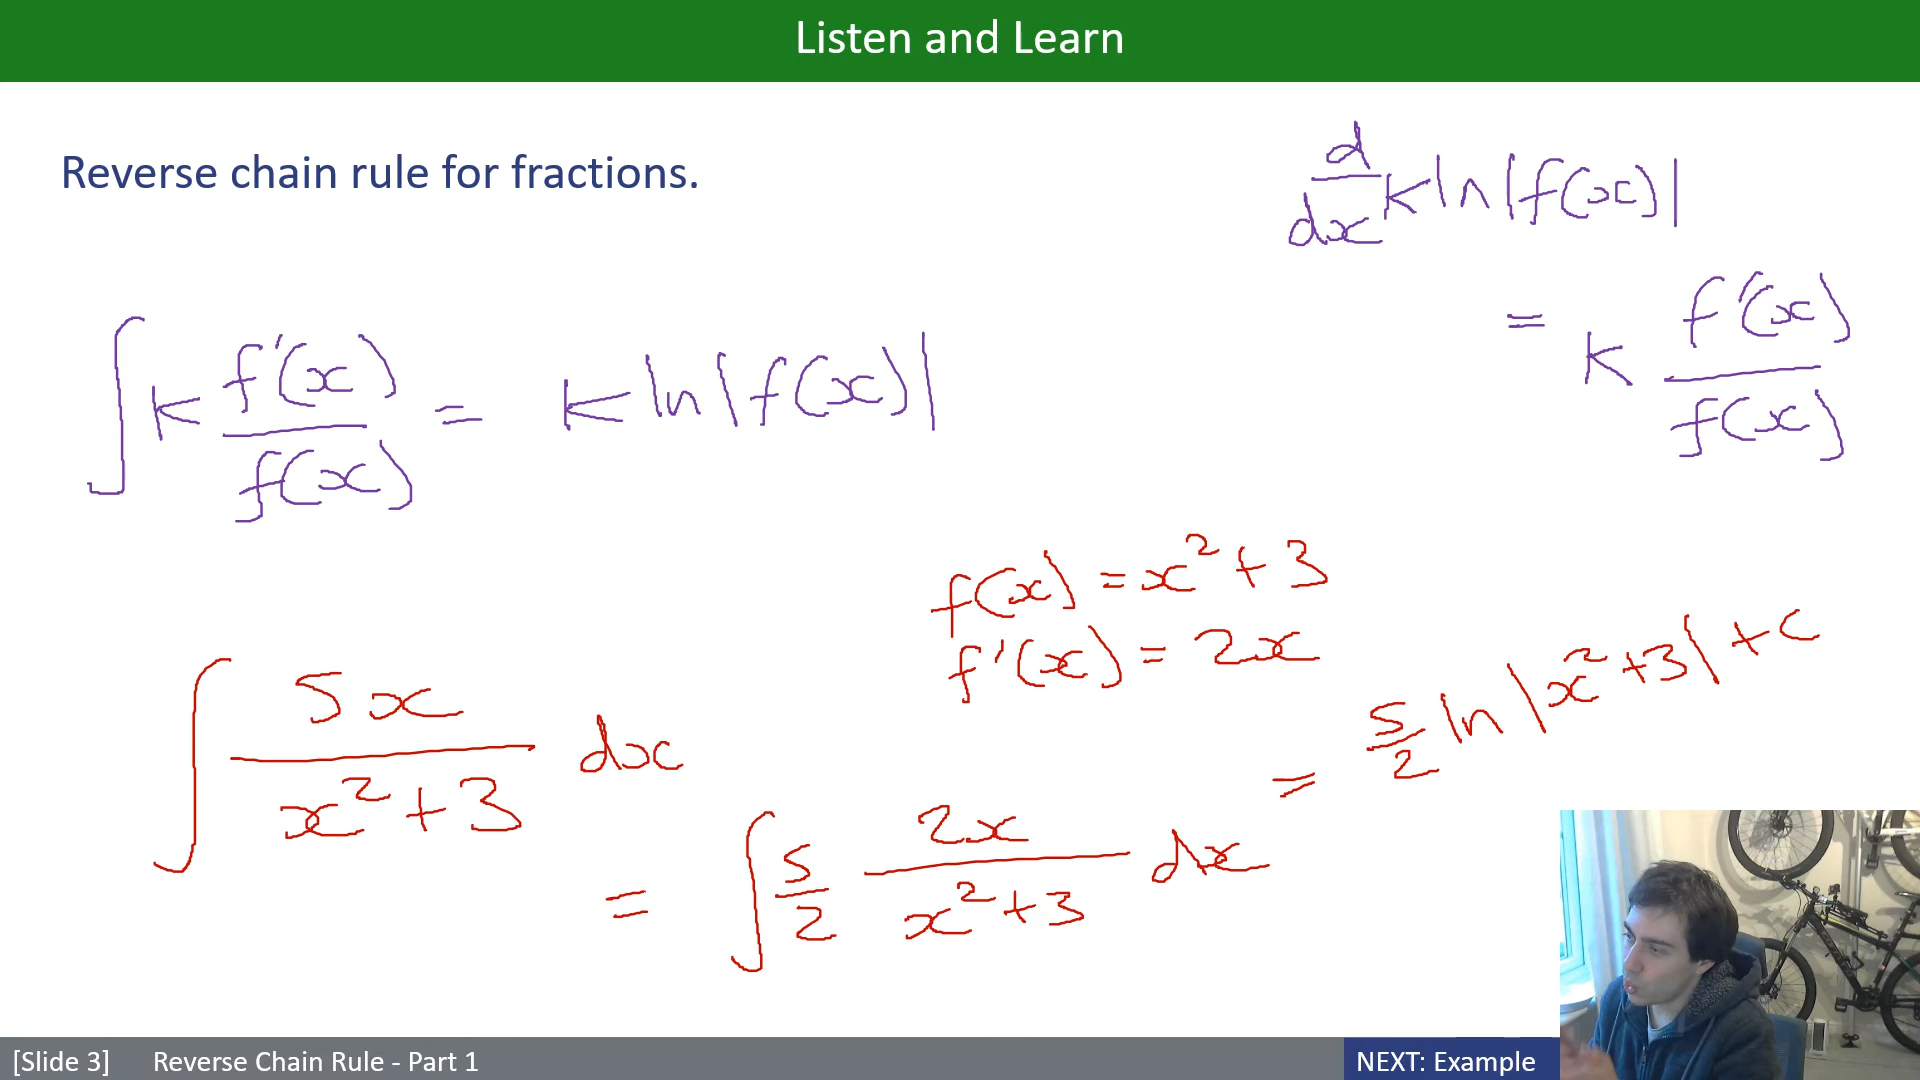 Listen and Learn
Reverse chain rule for fractions.
d/dx k ln|f(x)|
= k f'(x)/f(x)
∫ k f'(x)/f(x) = k ln|f(x)|
f(x) = x² + 3
f'(x) = 2x
∫ 5x/(x² + 3) dx
= ∫ 5/2 2x/(x² + 3) dx
= 5/2 ln|x² + 3| + c
[Slide 3] Reverse Chain Rule - Part 1
NEXT: Example